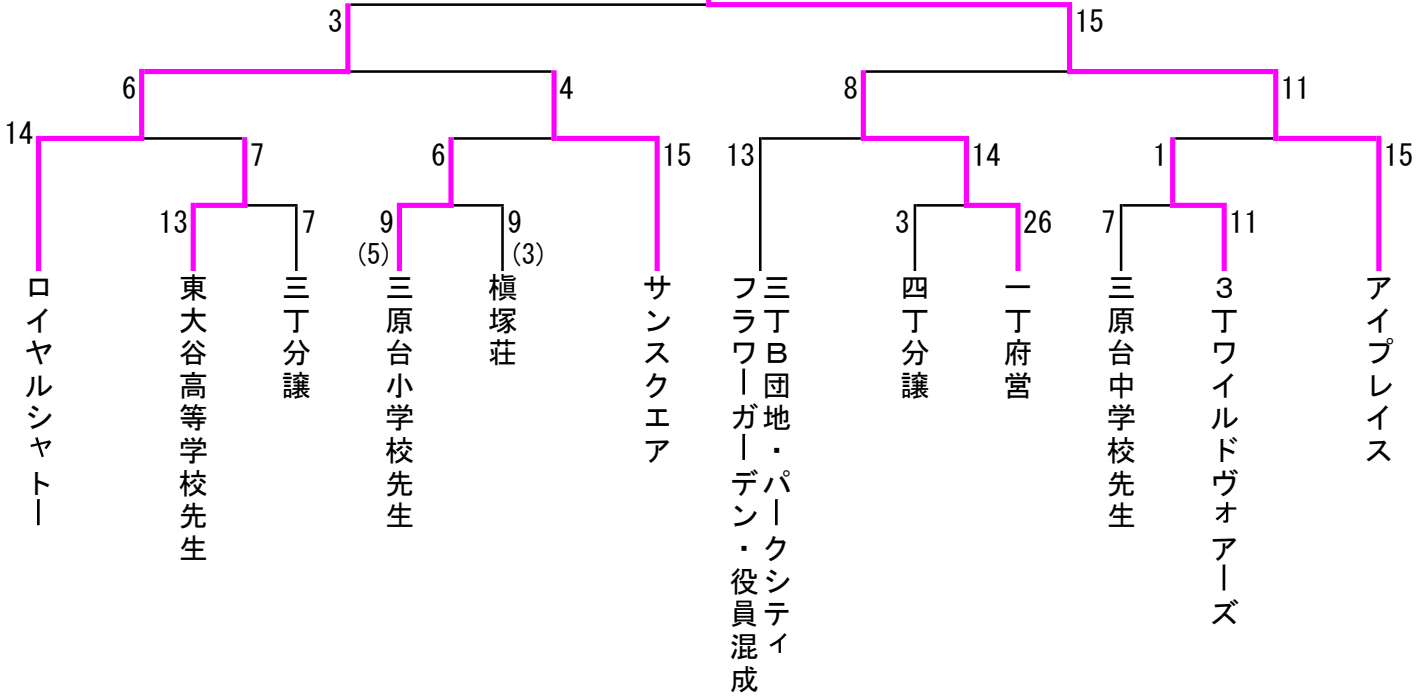 3
15
6
4
8
11
14
7
6
15
13
14
1
15
13
7
9
(5)
9
(3)
3
26
7
11
ロイヤルシャトー
東大谷高等学校先生
三丁分譲
三原台小学校先生
槇塚荘
サンスクエア
三丁B団地・パークシティ
フラワーガーデン・役員混成
四丁分譲
一丁府営
三原台中学校先生
3丁ワイルドヴォアーズ
アイプレイス